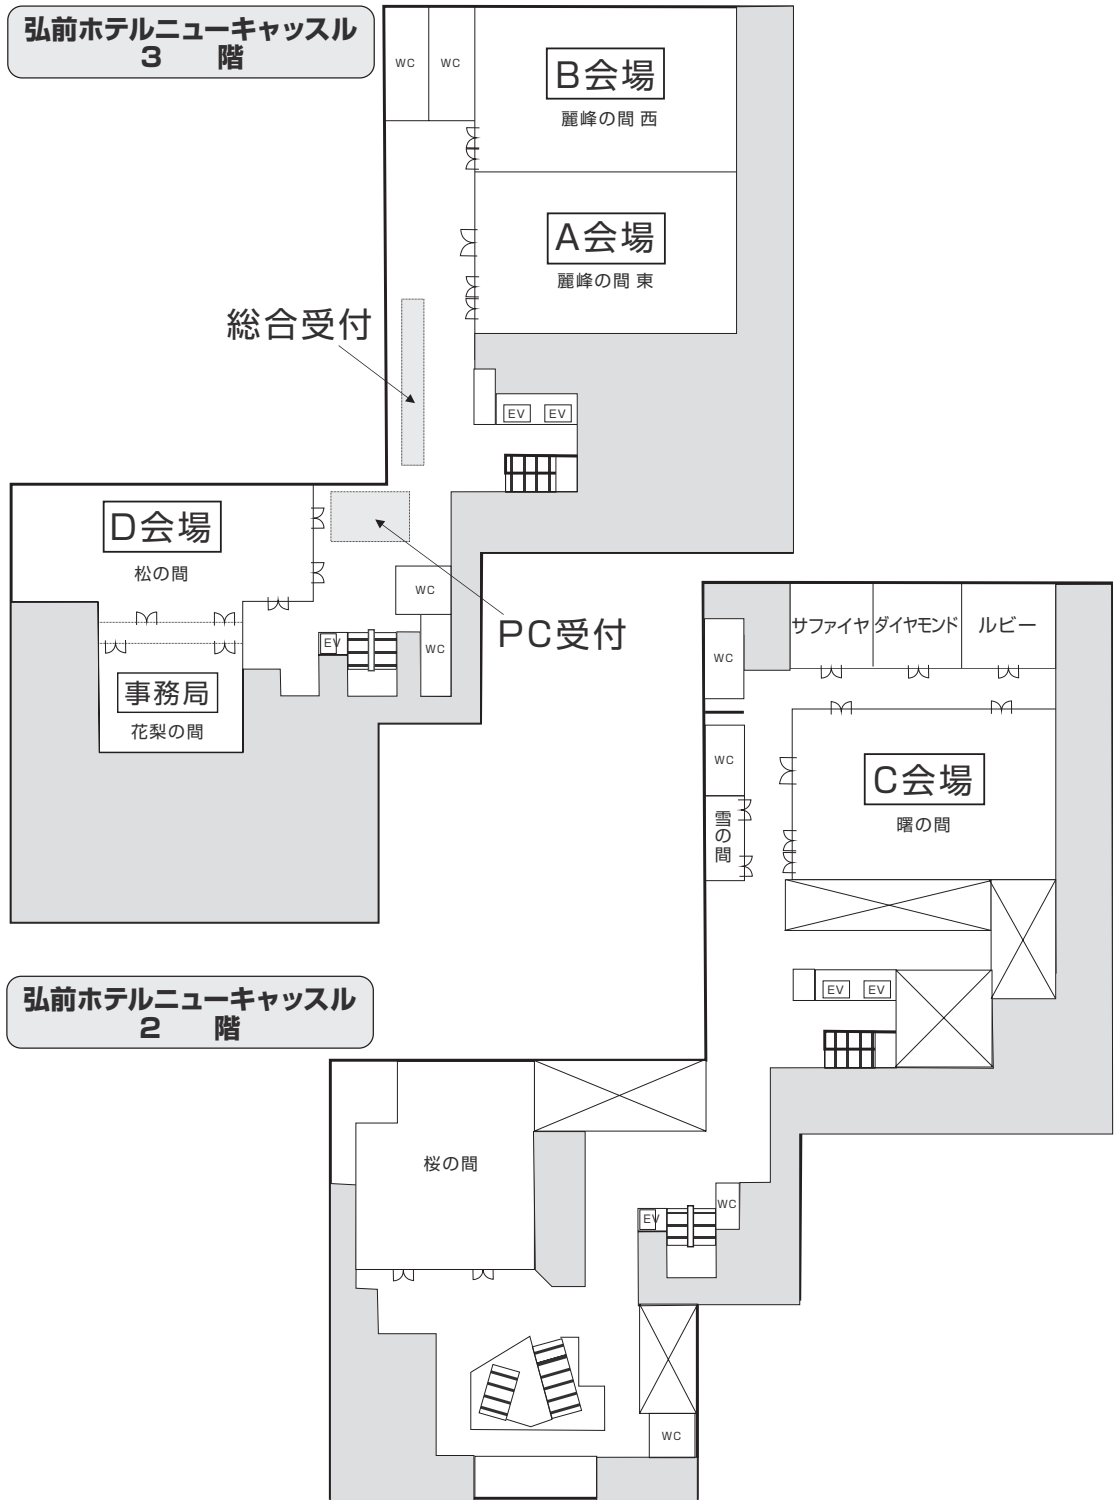 弘前ホテルニューキャッスル
3 階
WC
WC
B会場
麗峰の間 西
A会場
麗峰の間 東
総合受付
EV
EV
D会場
松の間
WC
PC受付
EV
WC
事務局
花梨の間
サファイヤ
ダイヤモンド
ルビー
WC
WC
C会場
曙の間
雪の間
EV
EV
弘前ホテルニューキャッスル
2 階
桜の間
WC
EV
WC